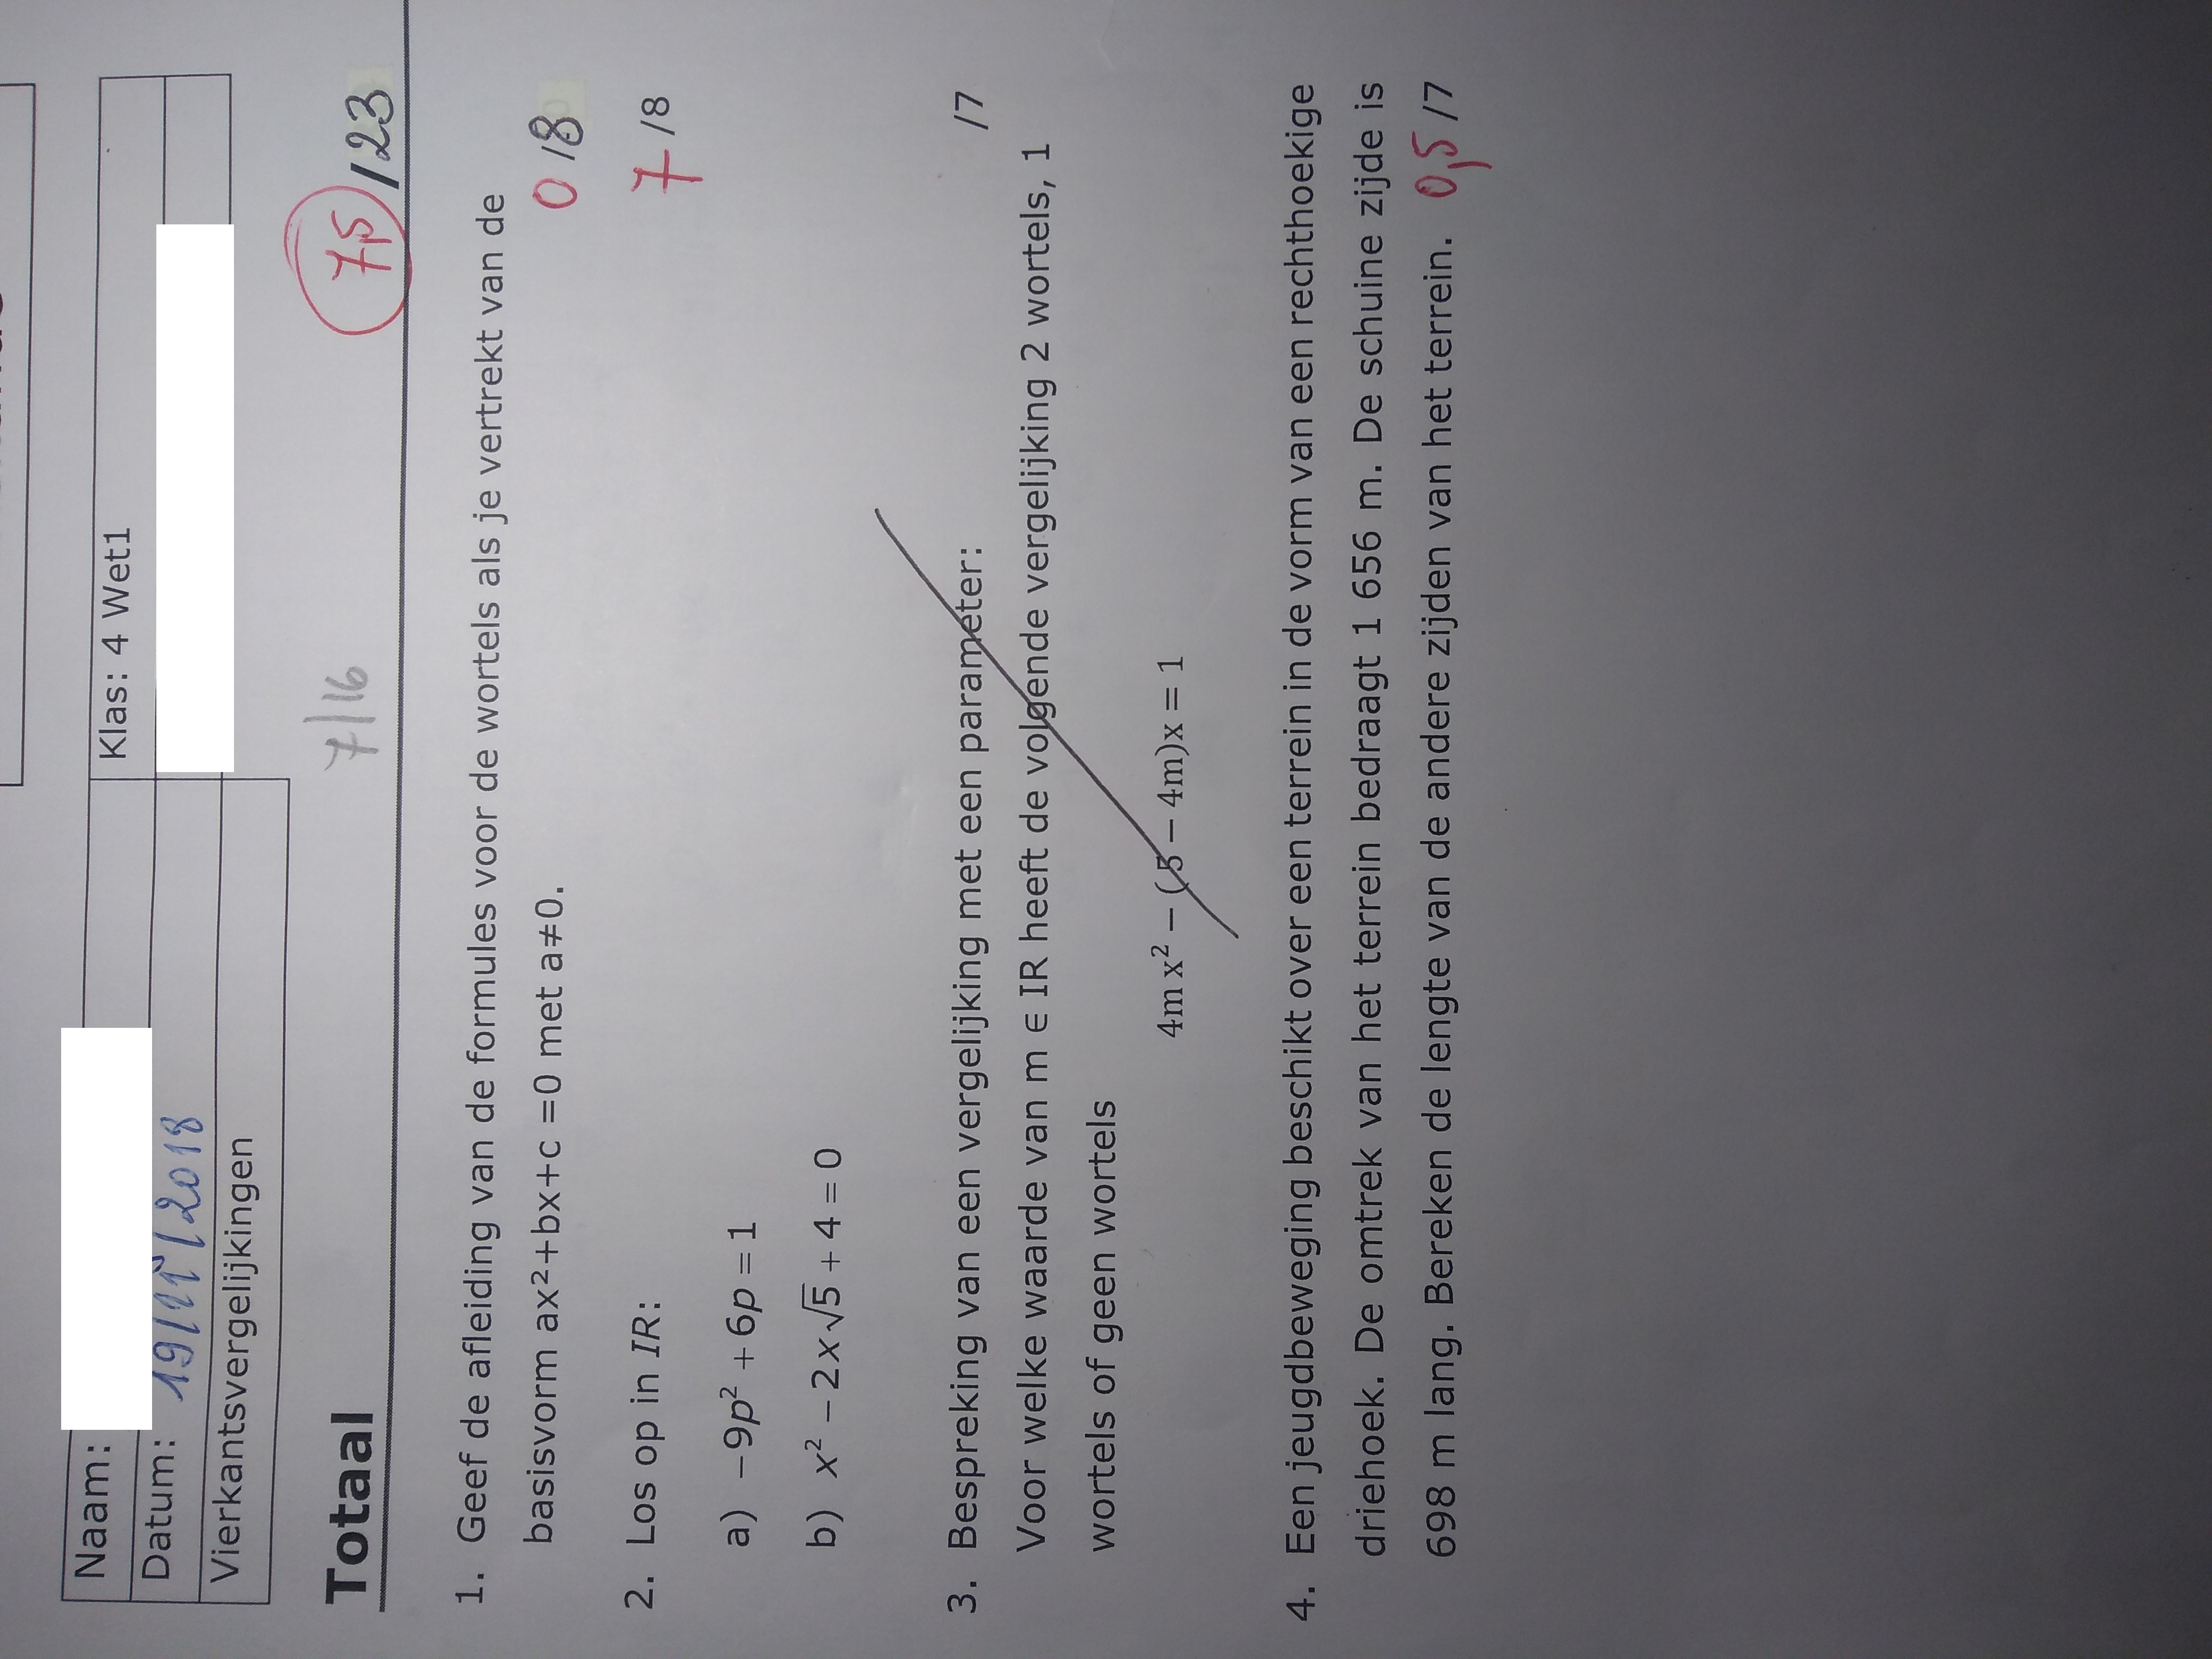 Naam:
Klas: 4 Wet1
Datum: 19/11/2018
Vierkantsvergelijkingen
7/16
Totaal 7,5 /23
1. Geef de afleiding van de formules voor de wortels als je vertrekt van de
basisvorm ax²+bx+c =0 met a≠0. 0 /8
2. Los op in IR: 7 /8
a) −9p² + 6p = 1
b) x² − 2x√5 + 4 = 0
3. Bespreking van een vergelijking met een parameter: /7
Voor welke waarde van m ∈ IR heeft de volgende vergelijking 2 wortels, 1
wortels of geen wortels
4m x² − (5 − 4m)x = 1
4. Een jeugdbeweging beschikt over een terrein in de vorm van een rechthoekige
driehoek. De omtrek van het terrein bedraagt 1 656 m. De schuine zijde is
698 m lang. Bereken de lengte van de andere zijden van het terrein. 0,5 /7